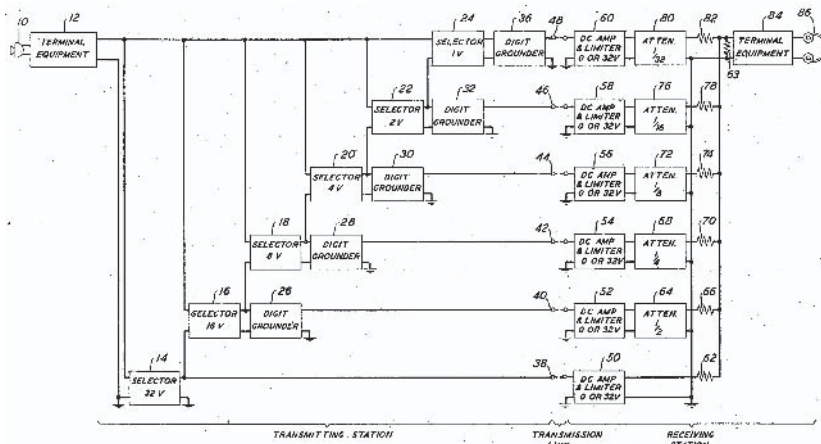 10
12
24
36
48
60
80
82
84
86
TERMINAL
EQUIPMENT
SELECTOR
1V
DIGIT
GROUNDER
DC AMP
& LIMITER
0 OR 32V
ATTEN.
1/32
63
TERMINAL
EQUIPMENT
22
32
46
58
76
78
SELECTOR
2V
DIGIT
GROUNDER
DC AMP
& LIMITER
0 OR 32V
ATTEN.
1/16
20
30
44
56
72
74
SELECTOR
4V
DIGIT
GROUNDER
DC AMP
& LIMITER
0 OR 32V
ATTEN.
1/8
18
28
42
54
68
70
SELECTOR
8V
DIGIT
GROUNDER
DC AMP
& LIMITER
0 OR 32V
ATTEN.
1/4
16
26
40
52
64
66
SELECTOR
16V
DIGIT
GROUNDER
DC AMP
& LIMITER
0 OR 32V
ATTEN.
1/2
14
38
50
62
SELECTOR
32V
DC AMP
& LIMITER
0 OR 32V
TRANSMITTING STATION
TRANSMISSION
RECEIVING